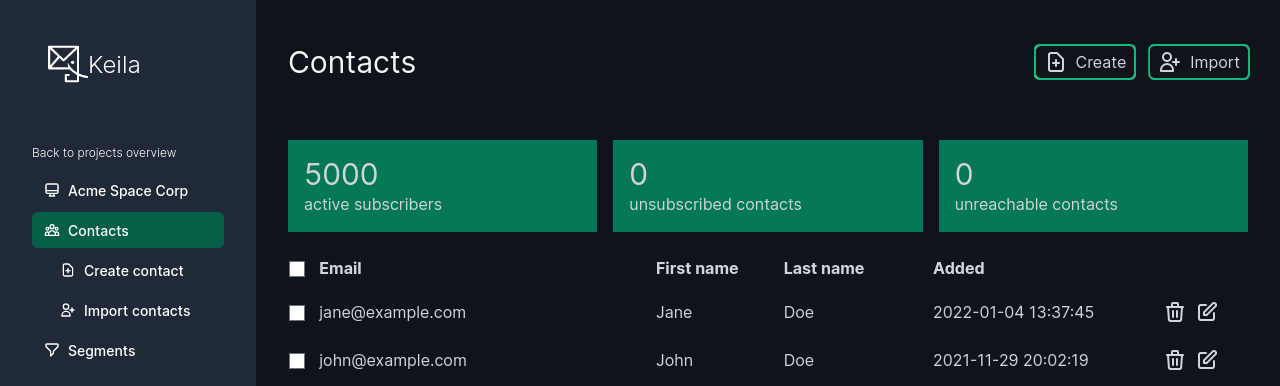 Keila
Back to projects overview
Acme Space Corp
Contacts
Create contact
Import contacts
Segments
Contacts
Create
Import
5000
active subscribers
0
unsubscribed contacts
0
unreachable contacts
Email First name Last name Added
jane@example.com Jane Doe 2022-01-04 13:37:45
john@example.com John Doe 2021-11-29 20:02:19